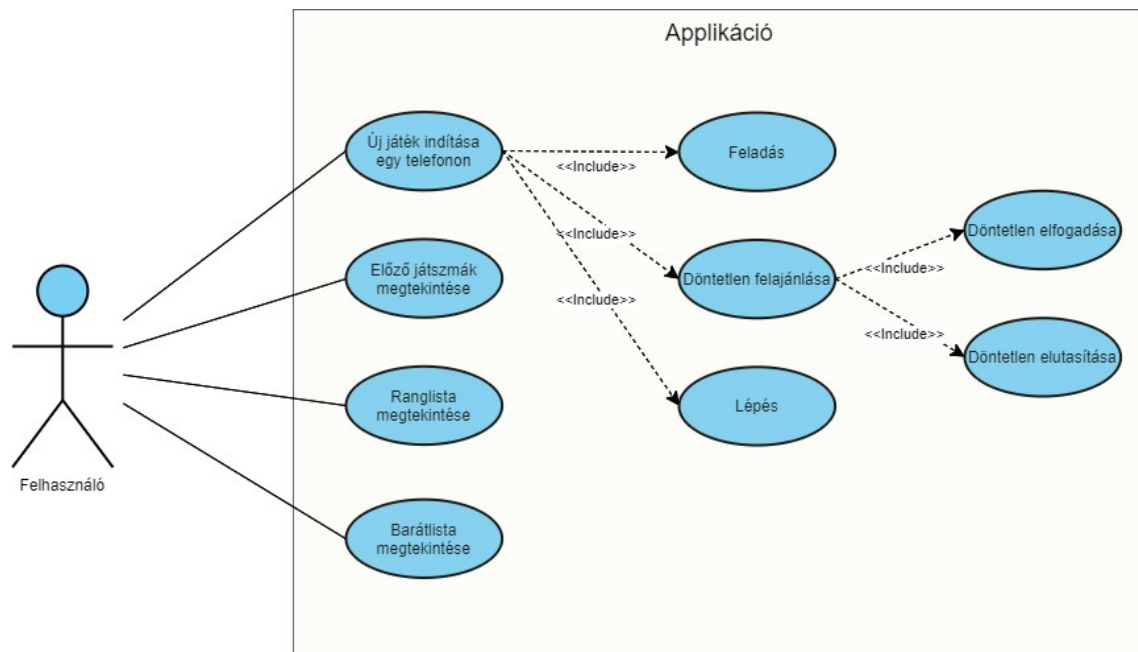 Applikáció
Új játék indítása
egy telefonon
<<Include>>
Feladás
<<Include>>
Döntetlen elfogadása
Előző játszmák
megtekintése
<<Include>>
Döntetlen felajánlása
<<Include>>
<<Include>>
Döntetlen elutasítása
Ranglista
megtekintése
Lépés
Felhasználó
Barátlista
megtekintése